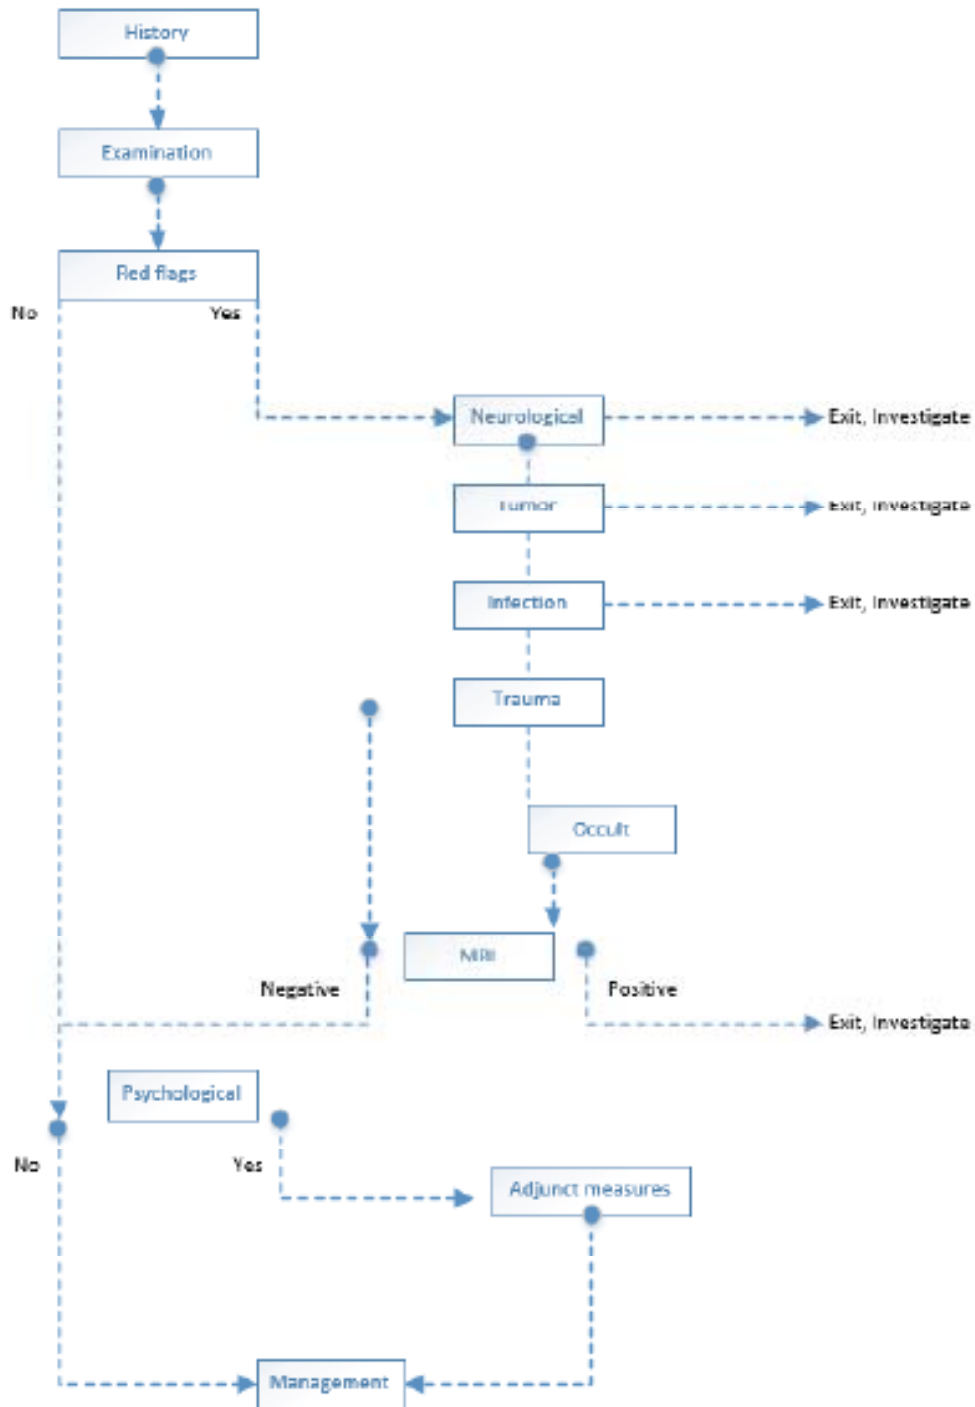 History
Examination
Red flags
No
Yes
Neurological
Exit, Investigate
Tumor
Exit, Investigate
Infection
Exit, Investigate
Trauma
Occult
MRI
Negative
Positive
Exit, Investigate
Psychological
No
Yes
Adjunct measures
Management